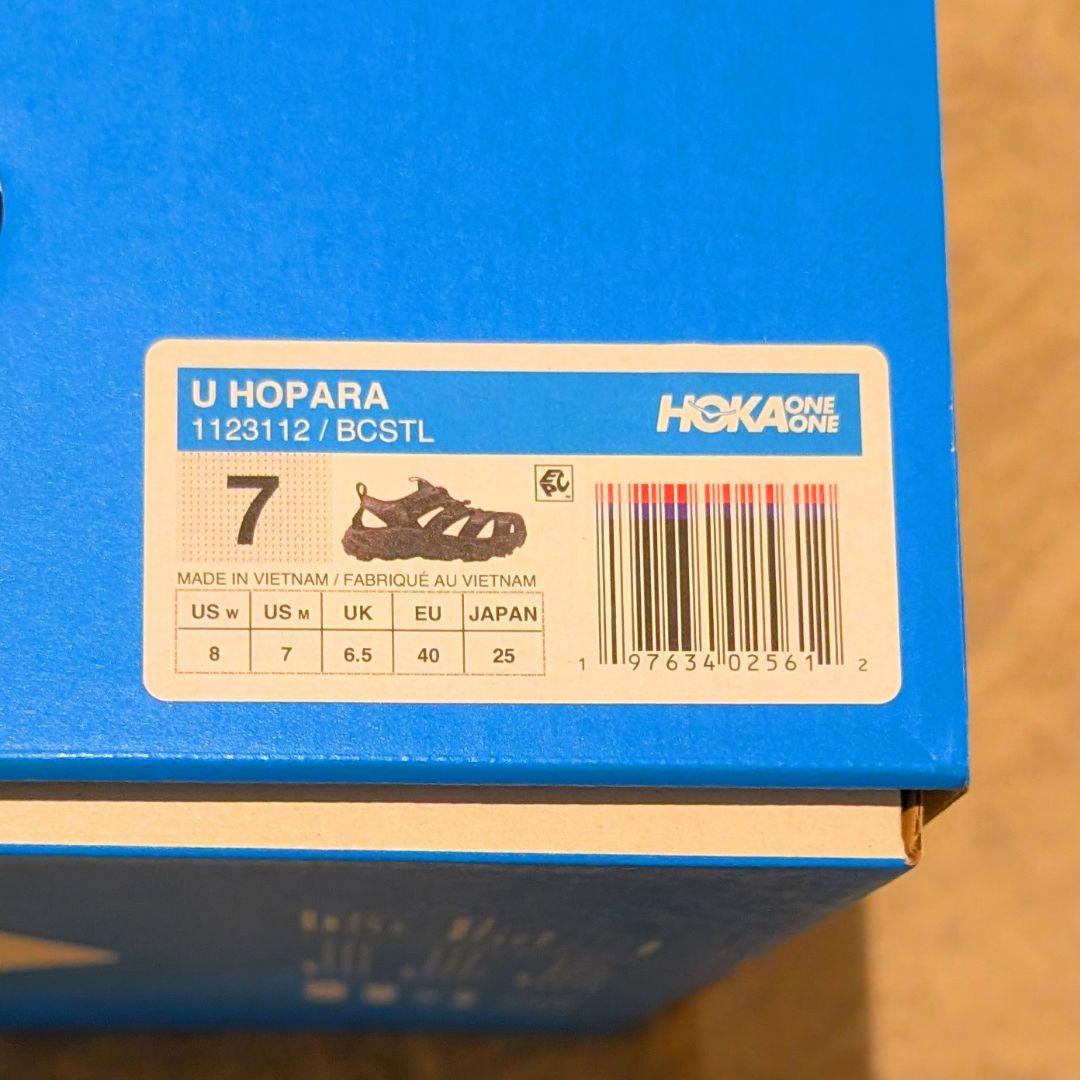 U HOPARA
1123112 / BCSTL
HOKA ONE ONE
7
EPC
MADE IN VIETNAM / FABRIQUÉ AU VIETNAM
US W US M UK EU JAPAN
8 7 6.5 40 25
1 97634 02561 2